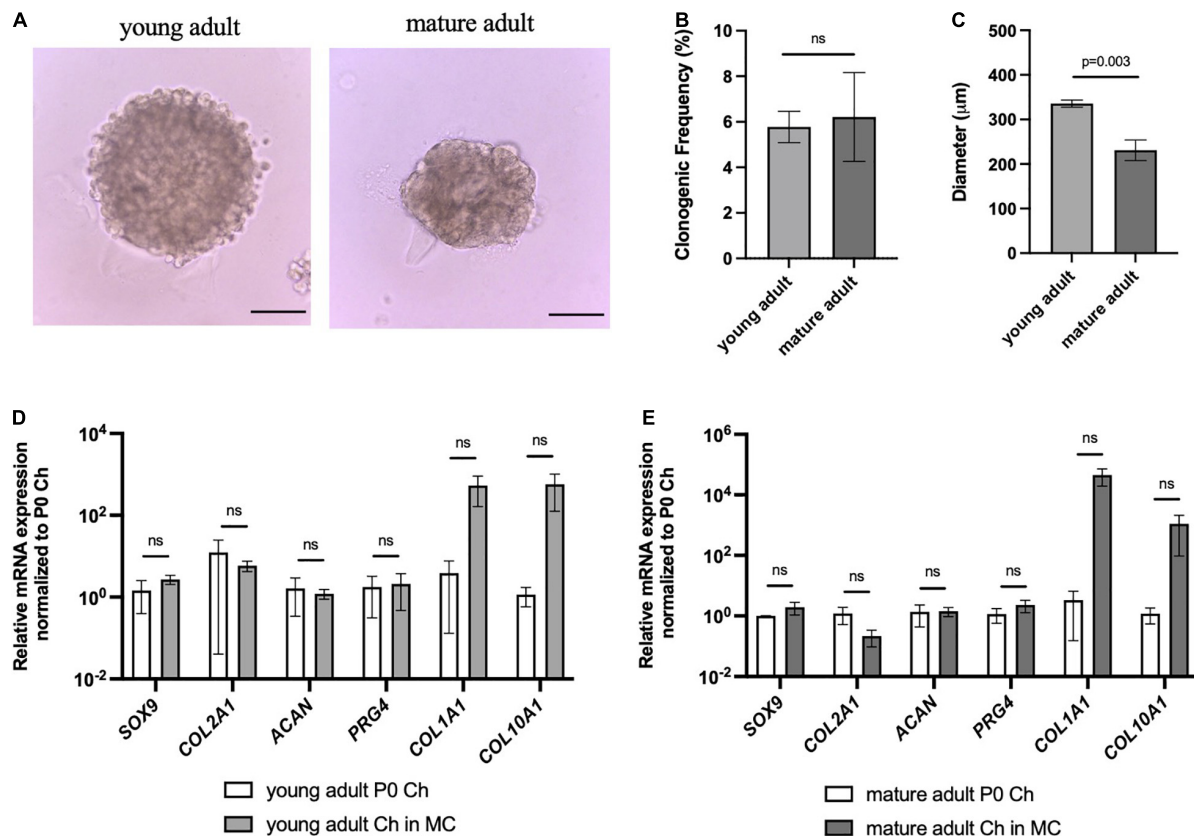 A
young adult
mature adult
B
Clonogenic Frequency (%)
10
8
6
4
2
0
ns
young adult
mature adult
C
Diameter (μm)
500
400
300
200
100
0
p=0.003
young adult
mature adult
D
Relative mRNA expression
normalized to P0 Ch
10⁴
10²
10⁰
10⁻²
ns
ns
ns
ns
ns
ns
SOX9
COL2A1
ACAN
PRG4
COL1A1
COL10A1
young adult P0 Ch
young adult Ch in MC
E
Relative mRNA expression
normalized to P0 Ch
10⁶
10⁴
10²
10⁰
10⁻²
ns
ns
ns
ns
ns
ns
SOX9
COL2A1
ACAN
PRG4
COL1A1
COL10A1
mature adult P0 Ch
mature adult Ch in MC